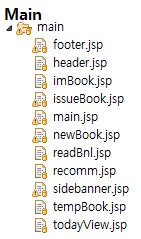 Main
main
footer.jsp
header.jsp
imBook.jsp
issueBook.jsp
main.jsp
newBook.jsp
readBnl.jsp
recomm.jsp
sidebanner.jsp
tempBook.jsp
todayView.jsp